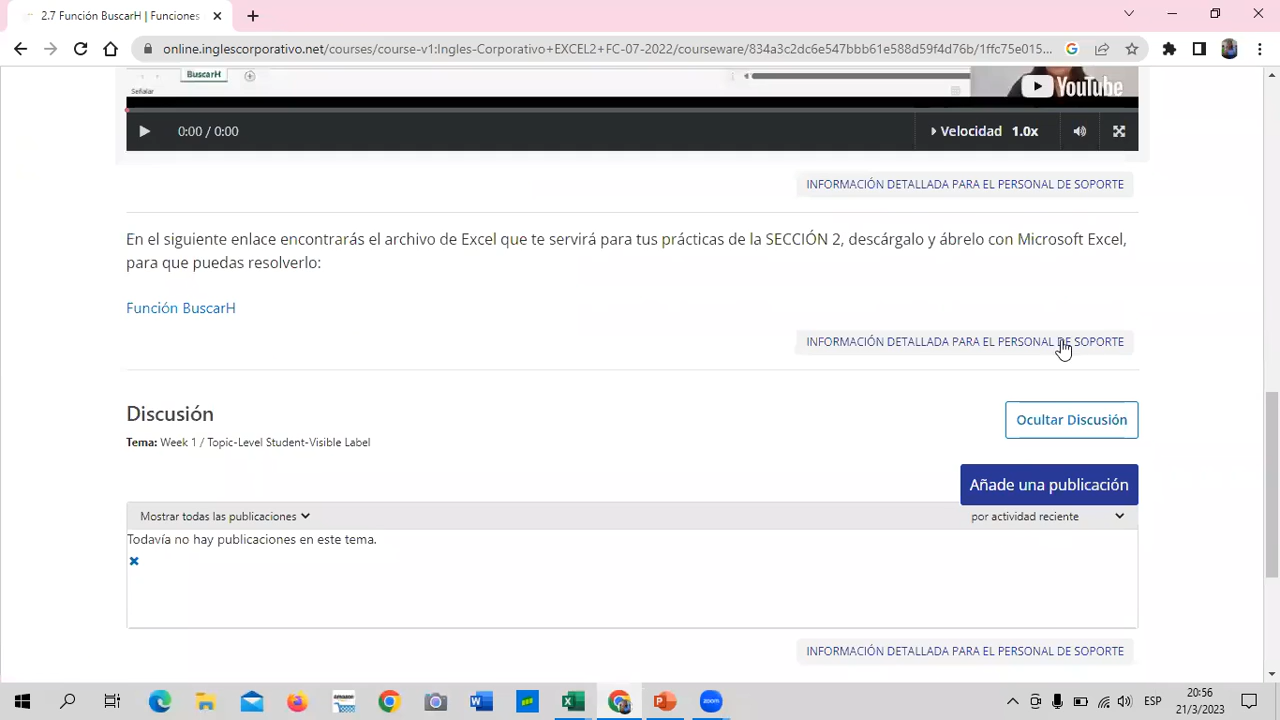 2.7 Función BuscarH | Funciones
online.inglescorporativo.net/courses/course-v1:Ingles-Corporativo+EXCEL2+FC-07-2022/courseware/834a3c2dc6e547bbb61e588d59f4d76b/1ffc75e015...
BuscarH
Señalar
YouTube
0:00 / 0:00
Velocidad 1.0x
INFORMACIÓN DETALLADA PARA EL PERSONAL DE SOPORTE
En el siguiente enlace encontrarás el archivo de Excel que te servirá para tus prácticas de la SECCIÓN 2, descárgalo y ábrelo con Microsoft Excel,
para que puedas resolverlo:
Función BuscarH
INFORMACIÓN DETALLADA PARA EL PERSONAL DE SOPORTE
Discusión
Ocultar Discusión
Tema: Week 1 / Topic-Level Student-Visible Label
Añade una publicación
Mostrar todas las publicaciones
por actividad reciente
Todavía no hay publicaciones en este tema.
INFORMACIÓN DETALLADA PARA EL PERSONAL DE SOPORTE
ESP
20:56
21/3/2023